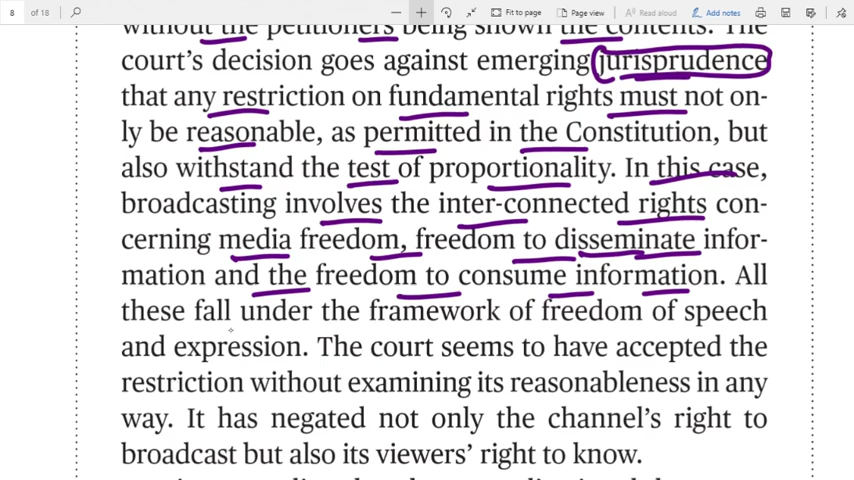 8 of 18 Fit to page Page view Read aloud Add notes
without the petitioners being shown the contents. The
court's decision goes against emerging jurisprudence
that any restriction on fundamental rights must not on-
ly be reasonable, as permitted in the Constitution, but
also withstand the test of proportionality. In this case,
broadcasting involves the inter-connected rights con-
cerning media freedom, freedom to disseminate infor-
mation and the freedom to consume information. All
these fall under the framework of freedom of speech
and expression. The court seems to have accepted the
restriction without examining its reasonableness in any
way. It has negated not only the channel's right to
broadcast but also its viewers' right to know.